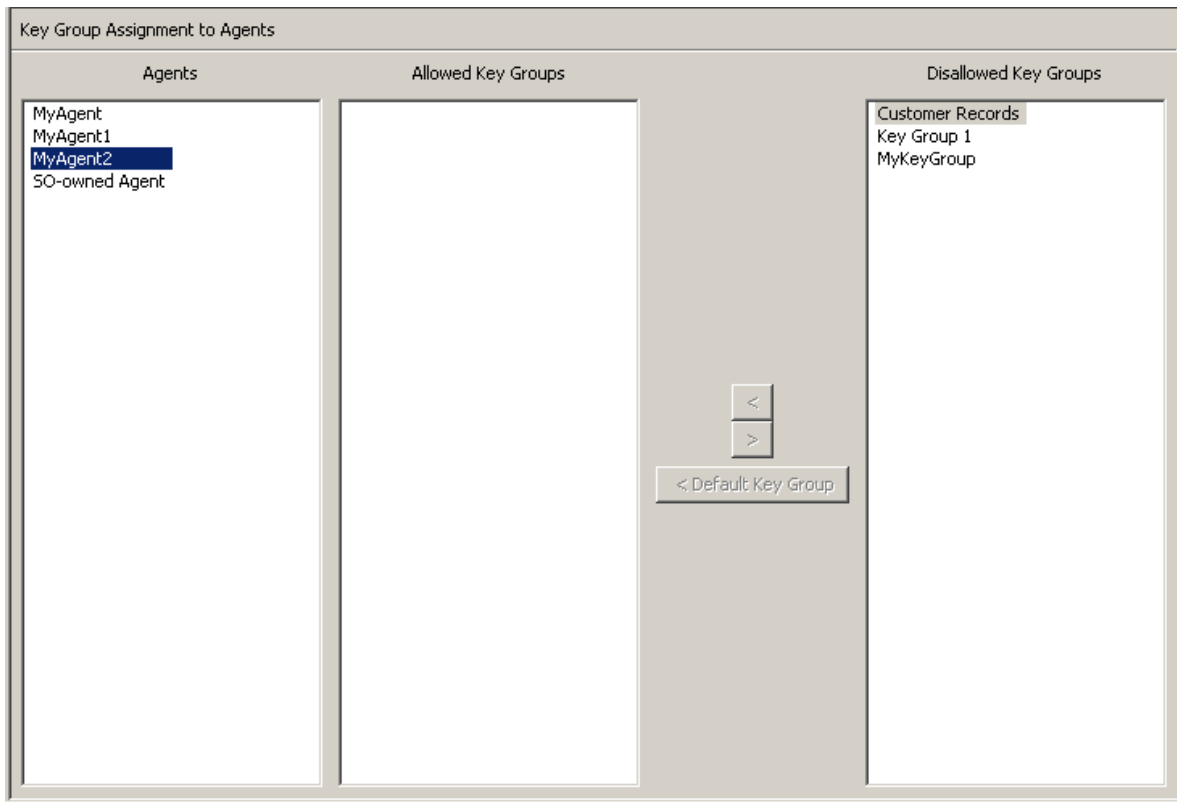 Key Group Assignment to Agents
Agents
Allowed Key Groups
Disallowed Key Groups
MyAgent
MyAgent1
MyAgent2
SO-owned Agent
<
>
< Default Key Group
Customer Records
Key Group 1
MyKeyGroup